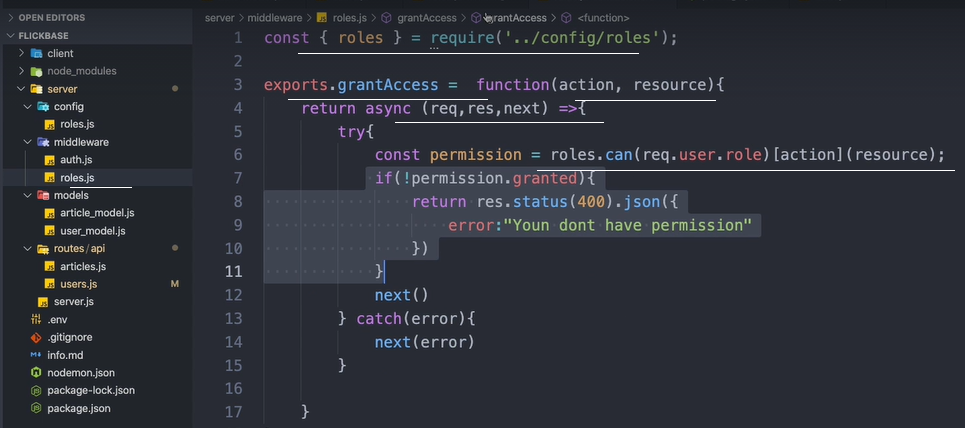 OPEN EDITORS
FLICKBASE
client
node_modules
server
config
roles.js
middleware
auth.js
roles.js
models
article_model.js
user_model.js
routes/api
articles.js
users.js M
server.js
.env
.gitignore
info.md
nodemon.json
package-lock.json
package.json
server > middleware > roles.js > grantAccess > grantAccess > <function>
1 const { roles } = require('../config/roles');
2
3 exports.grantAccess = function(action, resource){
4 return async (req,res,next) =>{
5 try{
6 const permission = roles.can(req.user.role)[action](resource);
7 if(!permission.granted){
8 return res.status(400).json({
9 error:"Youn dont have permission"
10 })
11 }
12 next()
13 } catch(error){
14 next(error)
15 }
16
17 }